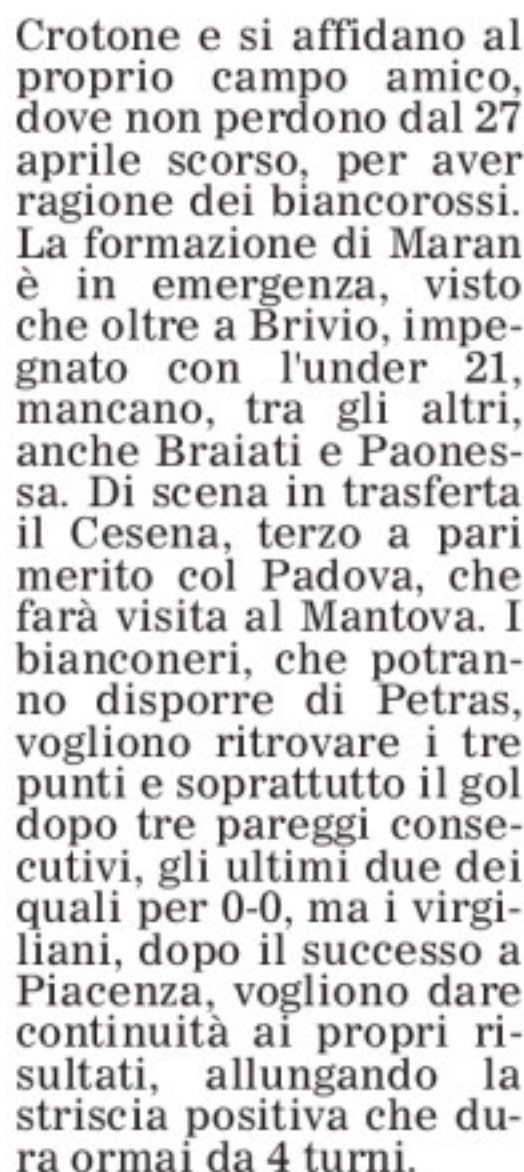 Crotone e si affidano al
proprio campo amico,
dove non perdono dal 27
aprile scorso, per aver
ragione dei biancorossi.
La formazione di Maran
è in emergenza, visto
che oltre a Brivio, impe-
gnato con l'under 21,
mancano, tra gli altri,
anche Braiati e Paones-
sa. Di scena in trasferta
il Cesena, terzo a pari
merito col Padova, che
farà visita al Mantova. I
bianconeri, che potran-
no disporre di Petras,
vogliono ritrovare i tre
punti e soprattutto il gol
dopo tre pareggi conse-
cutivi, gli ultimi due dei
quali per 0-0, ma i virgi-
liani, dopo il successo a
Piacenza, vogliono dare
continuità ai propri ri-
sultati, allungando la
striscia positiva che du-
ra ormai da 4 turni.